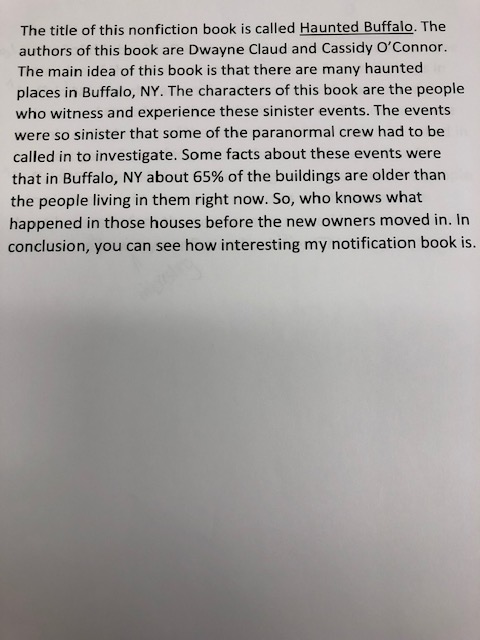 The title of this nonfiction book is called Haunted Buffalo. The
authors of this book are Dwayne Claud and Cassidy O'Connor.
The main idea of this book is that there are many haunted
places in Buffalo, NY. The characters of this book are the people
who witness and experience these sinister events. The events
were so sinister that some of the paranormal crew had to be
called in to investigate. Some facts about these events were
that in Buffalo, NY about 65% of the buildings are older than
the people living in them right now. So, who knows what
happened in those houses before the new owners moved in. In
conclusion, you can see how interesting my notification book is.